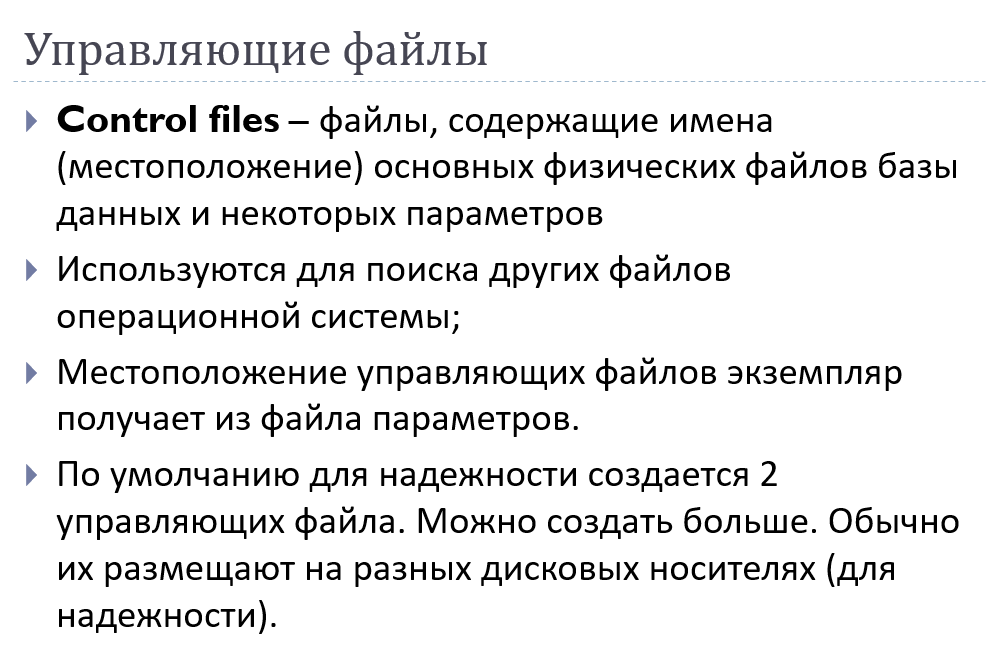 Управляющие файлы
Control files – файлы, содержащие имена
(местоположение) основных физических файлов базы
данных и некоторых параметров
Используются для поиска других файлов
операционной системы;
Местоположение управляющих файлов экземпляр
получает из файла параметров.
По умолчанию для надежности создается 2
управляющих файла. Можно создать больше. Обычно
их размещают на разных дисковых носителях (для
надежности).